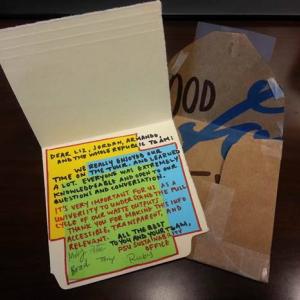 DEAR LIZ, JORDAN, ARMANDO,
AND THE WHOLE REPUBLIC TEAM:
WE REALLY ENJOYED OUR
TIME ON THE TOUR AND LEARNED
A LOT. EVERYONE WAS EXTREMELY
KNOWLEDGEABLE AND OPEN TO OUR
QUESTIONS AND CONVERSATION.
IT'S VERY IMPORTANT FOR US AS A
UNIVERSITY TO UNDERSTAND THE FULL
CYCLE OF OUR WASTE OUTPUT.
THANK YOU FOR MAKING THIS INFO
ACCESSIBLE, TRANSPARENT, AND
RELEVANT. ALL THE BEST
TO YOU AND YOUR TEAM,
PSU SUSTAINABILITY
OFFICE
Brad
Ruby
OOD